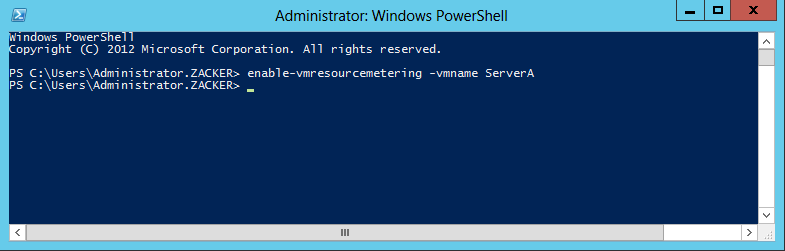 Administrator: Windows PowerShell
Windows PowerShell
Copyright (C) 2012 Microsoft Corporation. All rights reserved.
PS C:\Users\Administrator.ZACKER> enable-vmresourcemetering -vmname ServerA
PS C:\Users\Administrator.ZACKER>